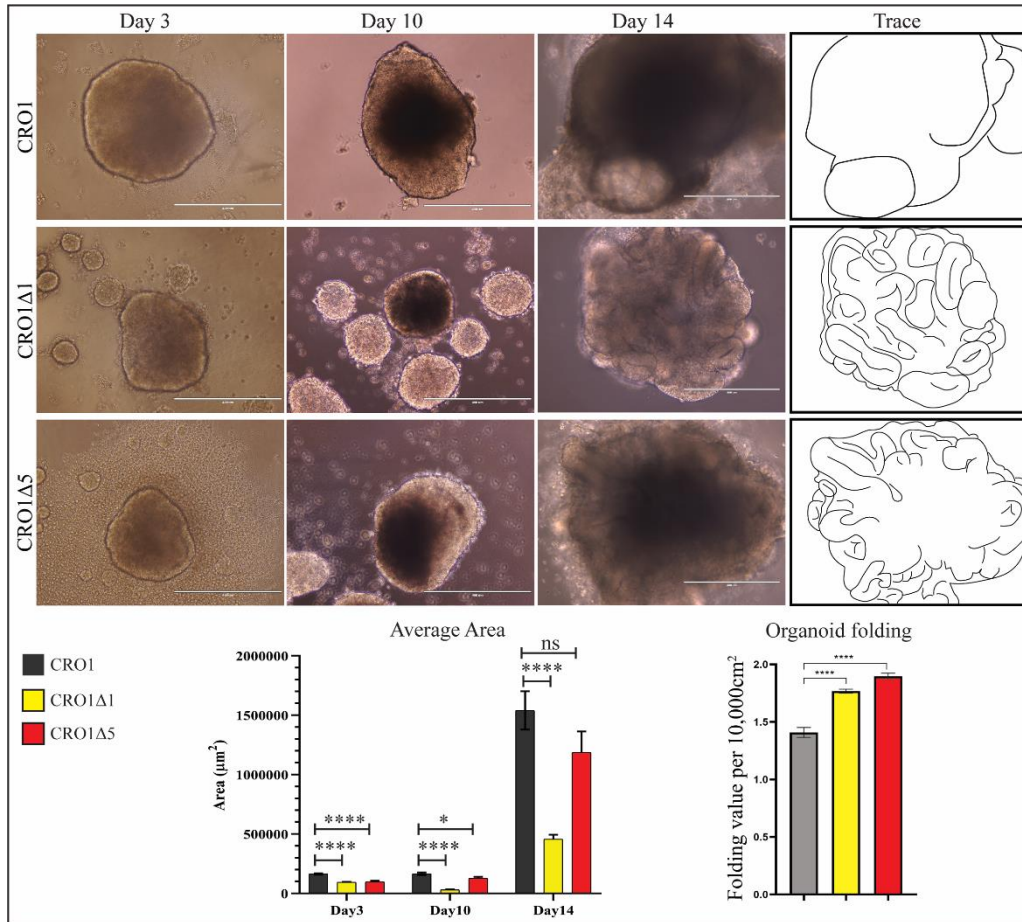 Day 3 Day 10 Day 14 Trace
CRO1
CRO1Δ1
CRO1Δ5
CRO1
CRO1Δ1
CRO1Δ5
Average Area
Area (μm²)
2000000
1500000
1000000
500000
0
**** **** * **** ns ****
Day3 Day10 Day14
Organoid folding
Folding value per 10,000cm²
2.0
1.5
1.0
0.5
0.0
**** ****